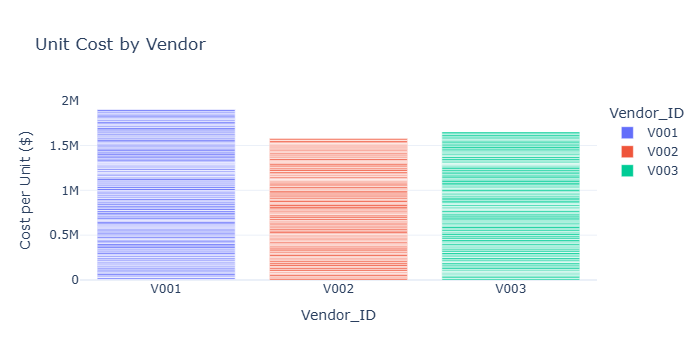 Unit Cost by Vendor
2M
1.5M
1M
0.5M
0
Cost per Unit ($)
V001
V002
V003
Vendor_ID
Vendor_ID
V001
V002
V003